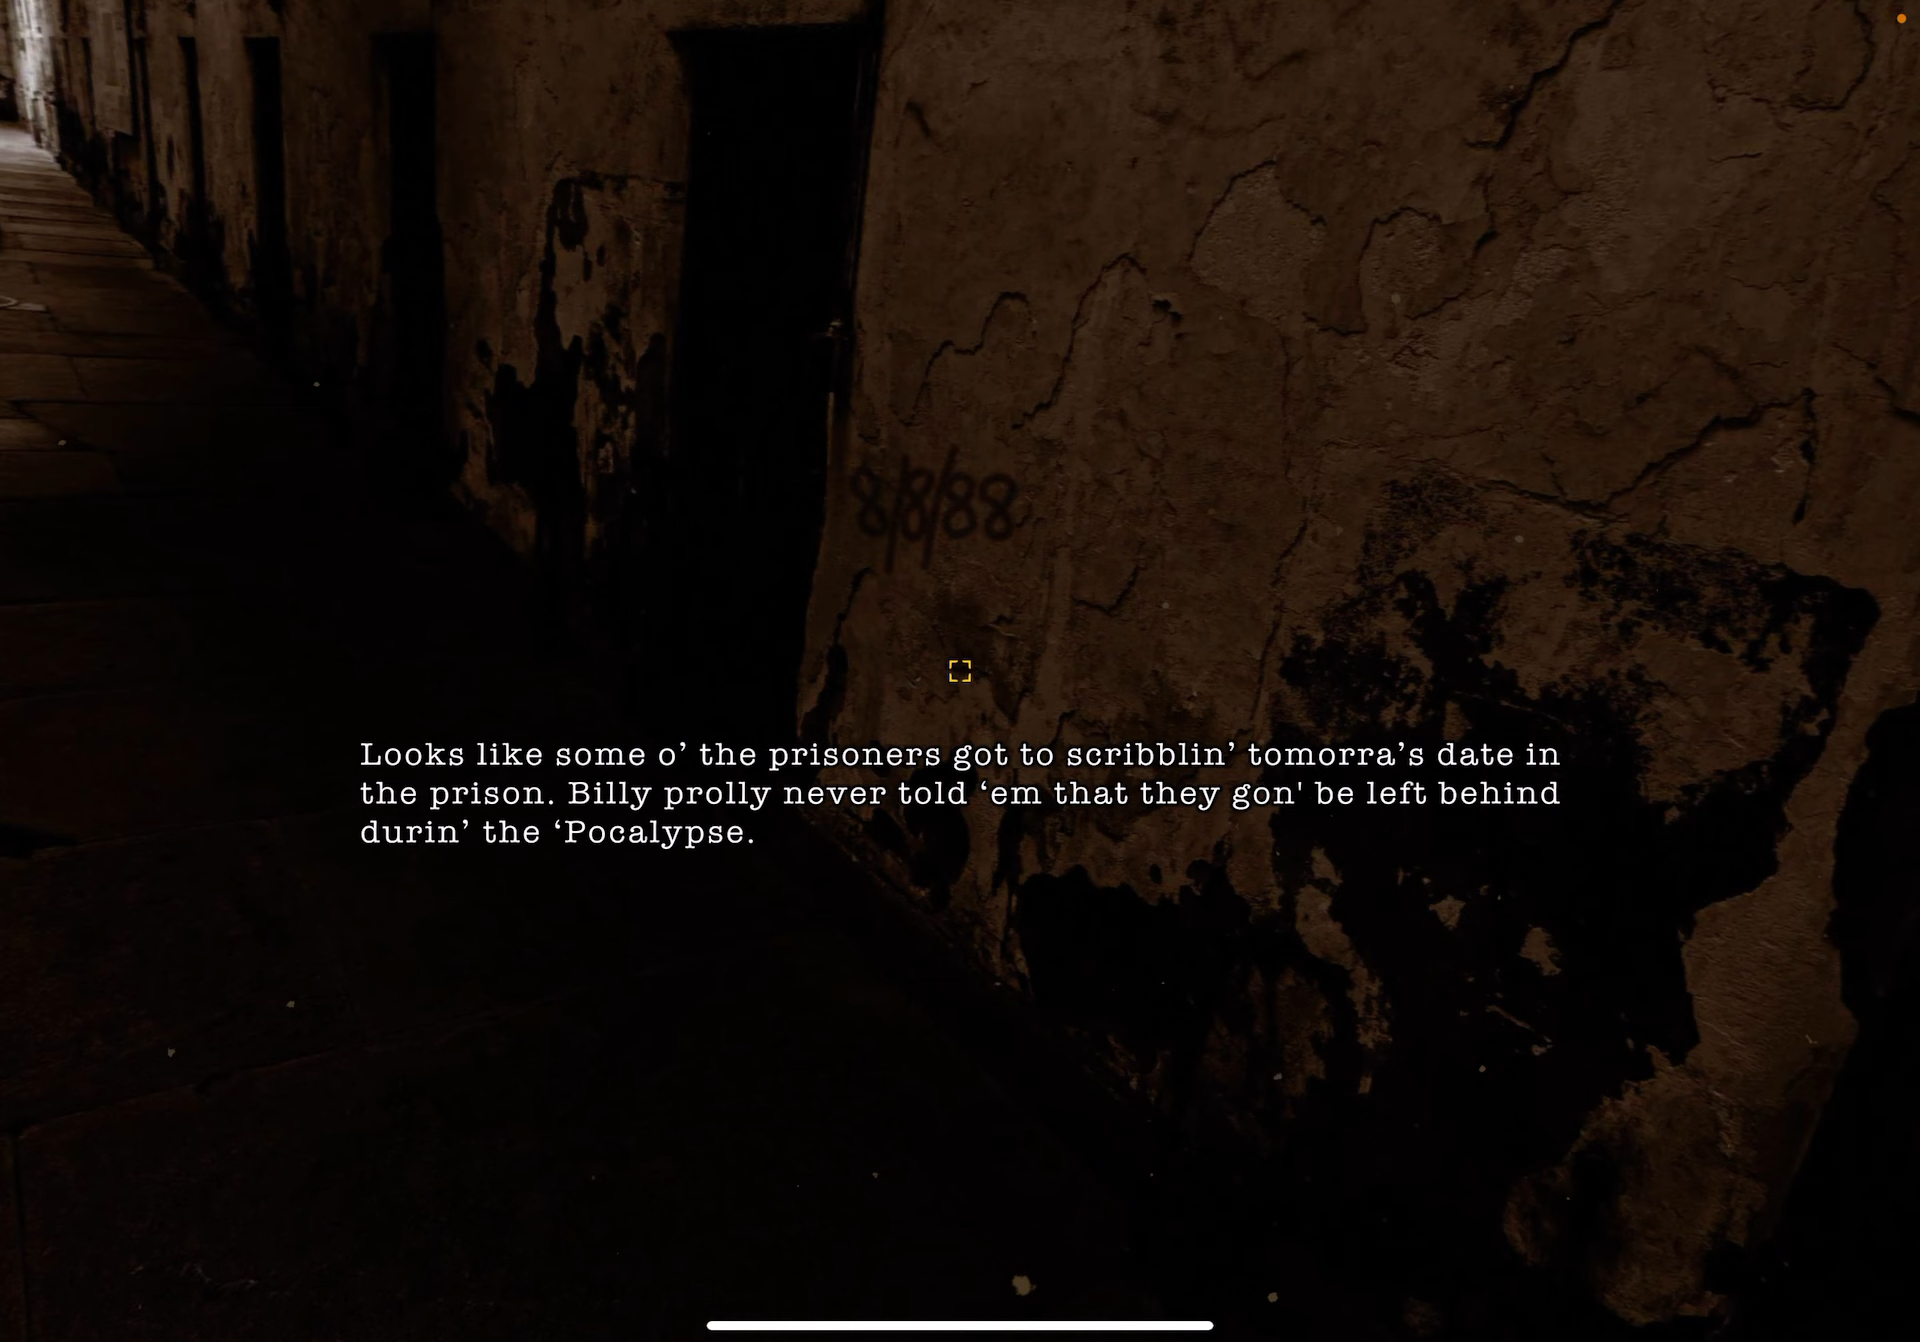 8/8/88
Looks like some o’ the prisoners got to scribblin’ tomorra’s date in
the prison. Billy prolly never told ‘em that they gon' be left behind
durin’ the ‘Pocalypse.